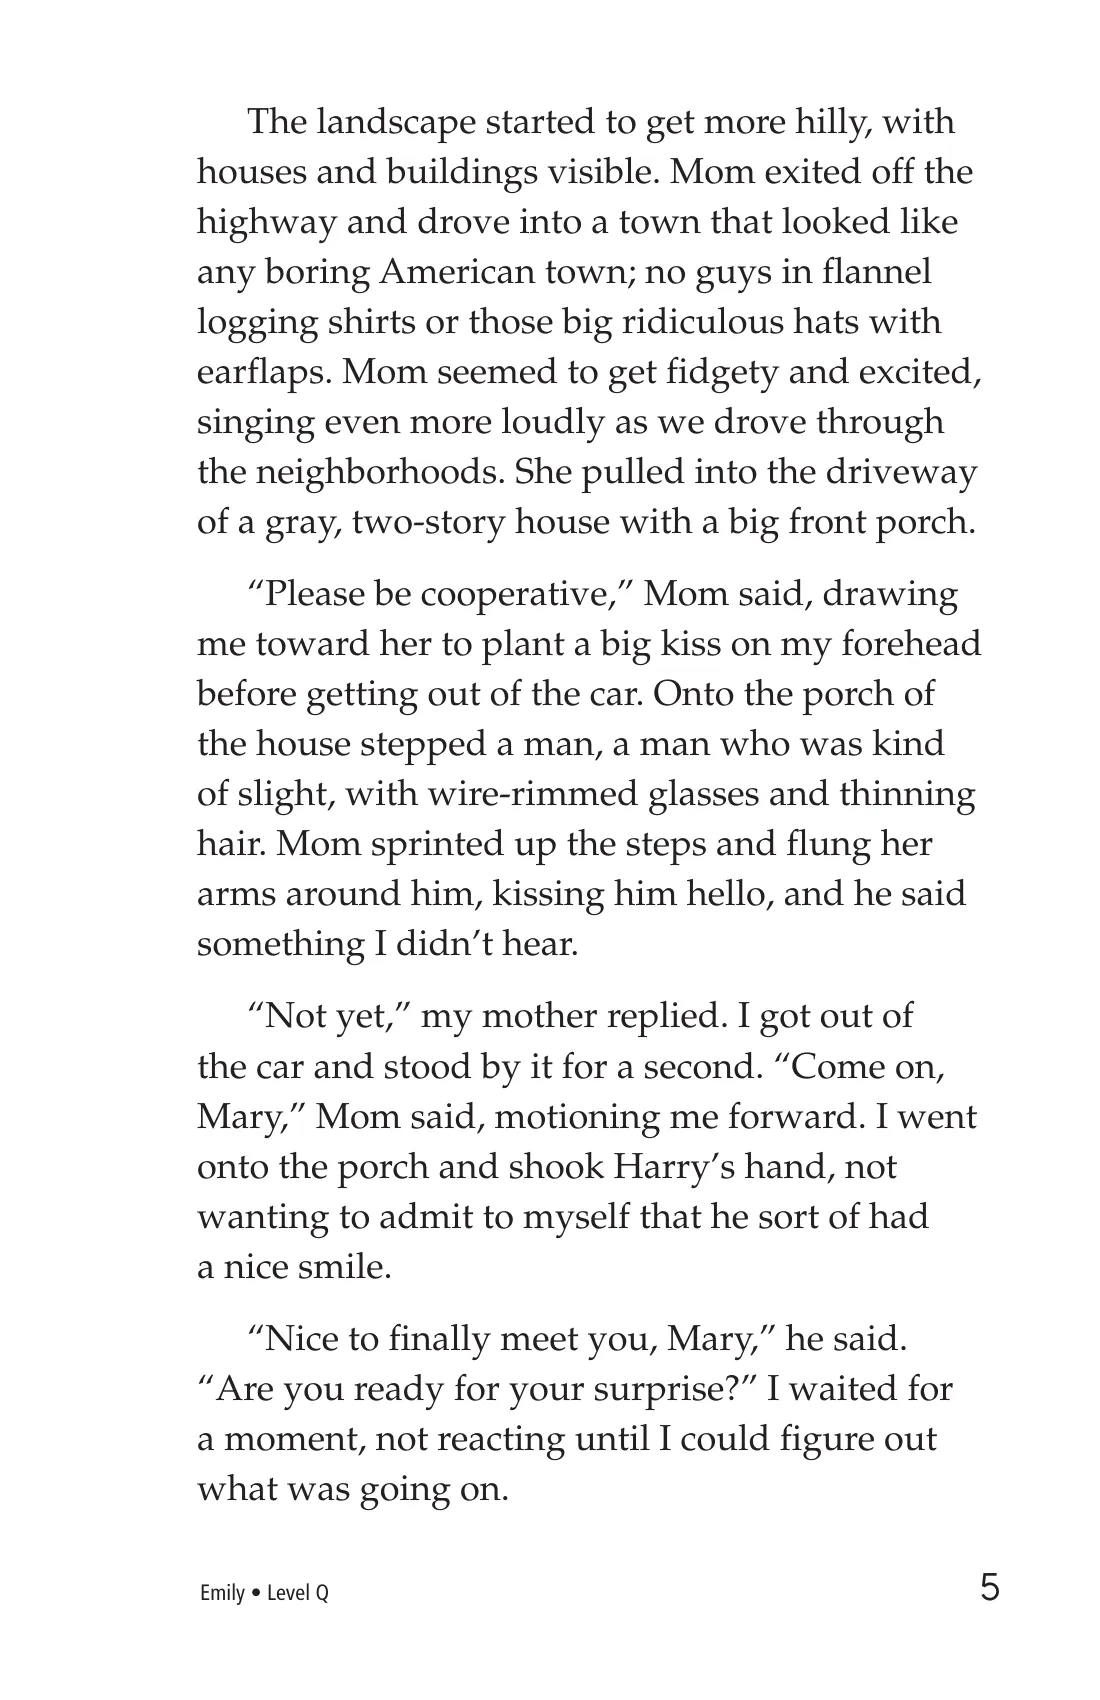 The landscape started to get more hilly, with
houses and buildings visible. Mom exited off the
highway and drove into a town that looked like
any boring American town; no guys in flannel
logging shirts or those big ridiculous hats with
earflaps. Mom seemed to get fidgety and excited,
singing even more loudly as we drove through
the neighborhoods. She pulled into the driveway
of a gray, two-story house with a big front porch.
“Please be cooperative,” Mom said, drawing
me toward her to plant a big kiss on my forehead
before getting out of the car. Onto the porch of
the house stepped a man, a man who was kind
of slight, with wire-rimmed glasses and thinning
hair. Mom sprinted up the steps and flung her
arms around him, kissing him hello, and he said
something I didn’t hear.
“Not yet,” my mother replied. I got out of
the car and stood by it for a second. “Come on,
Mary,” Mom said, motioning me forward. I went
onto the porch and shook Harry’s hand, not
wanting to admit to myself that he sort of had
a nice smile.
“Nice to finally meet you, Mary,” he said.
“Are you ready for your surprise?” I waited for
a moment, not reacting until I could figure out
what was going on.
Emily • Level Q
5